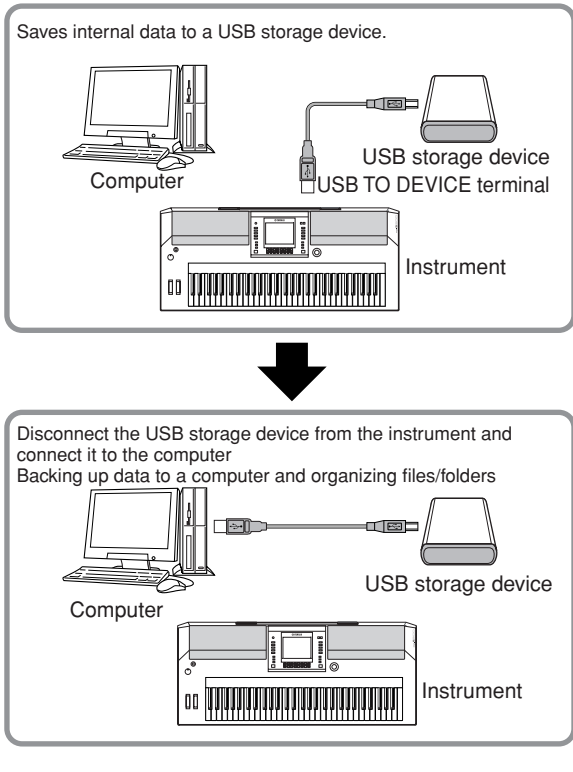 Saves internal data to a USB storage device.
USB storage device
Computer
USB TO DEVICE terminal
Instrument
Disconnect the USB storage device from the instrument and
connect it to the computer
Backing up data to a computer and organizing files/folders
USB storage device
Computer
Instrument